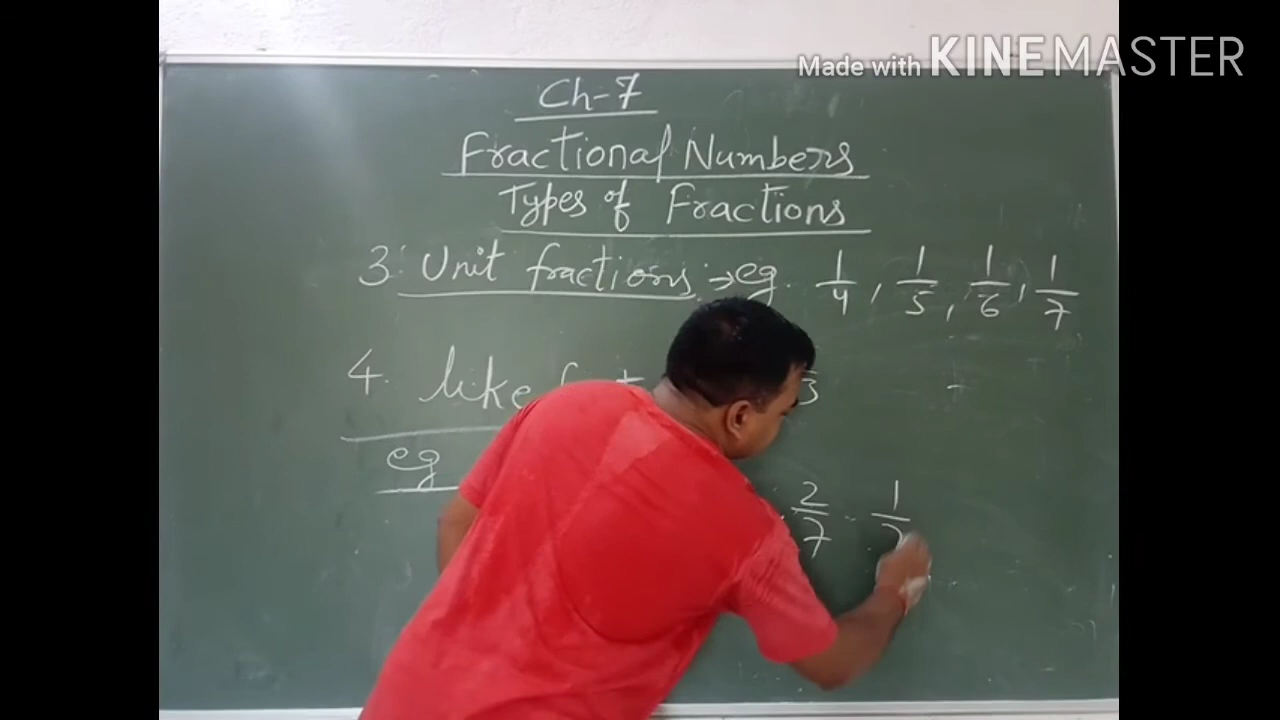 Made with KINEMASTER
Ch-7
Fractional Numbers
Types of Fractions
3. Unit fractions → eg. 1/4, 1/5, 1/6, 1/7
4. like
eg
2/7 1/7